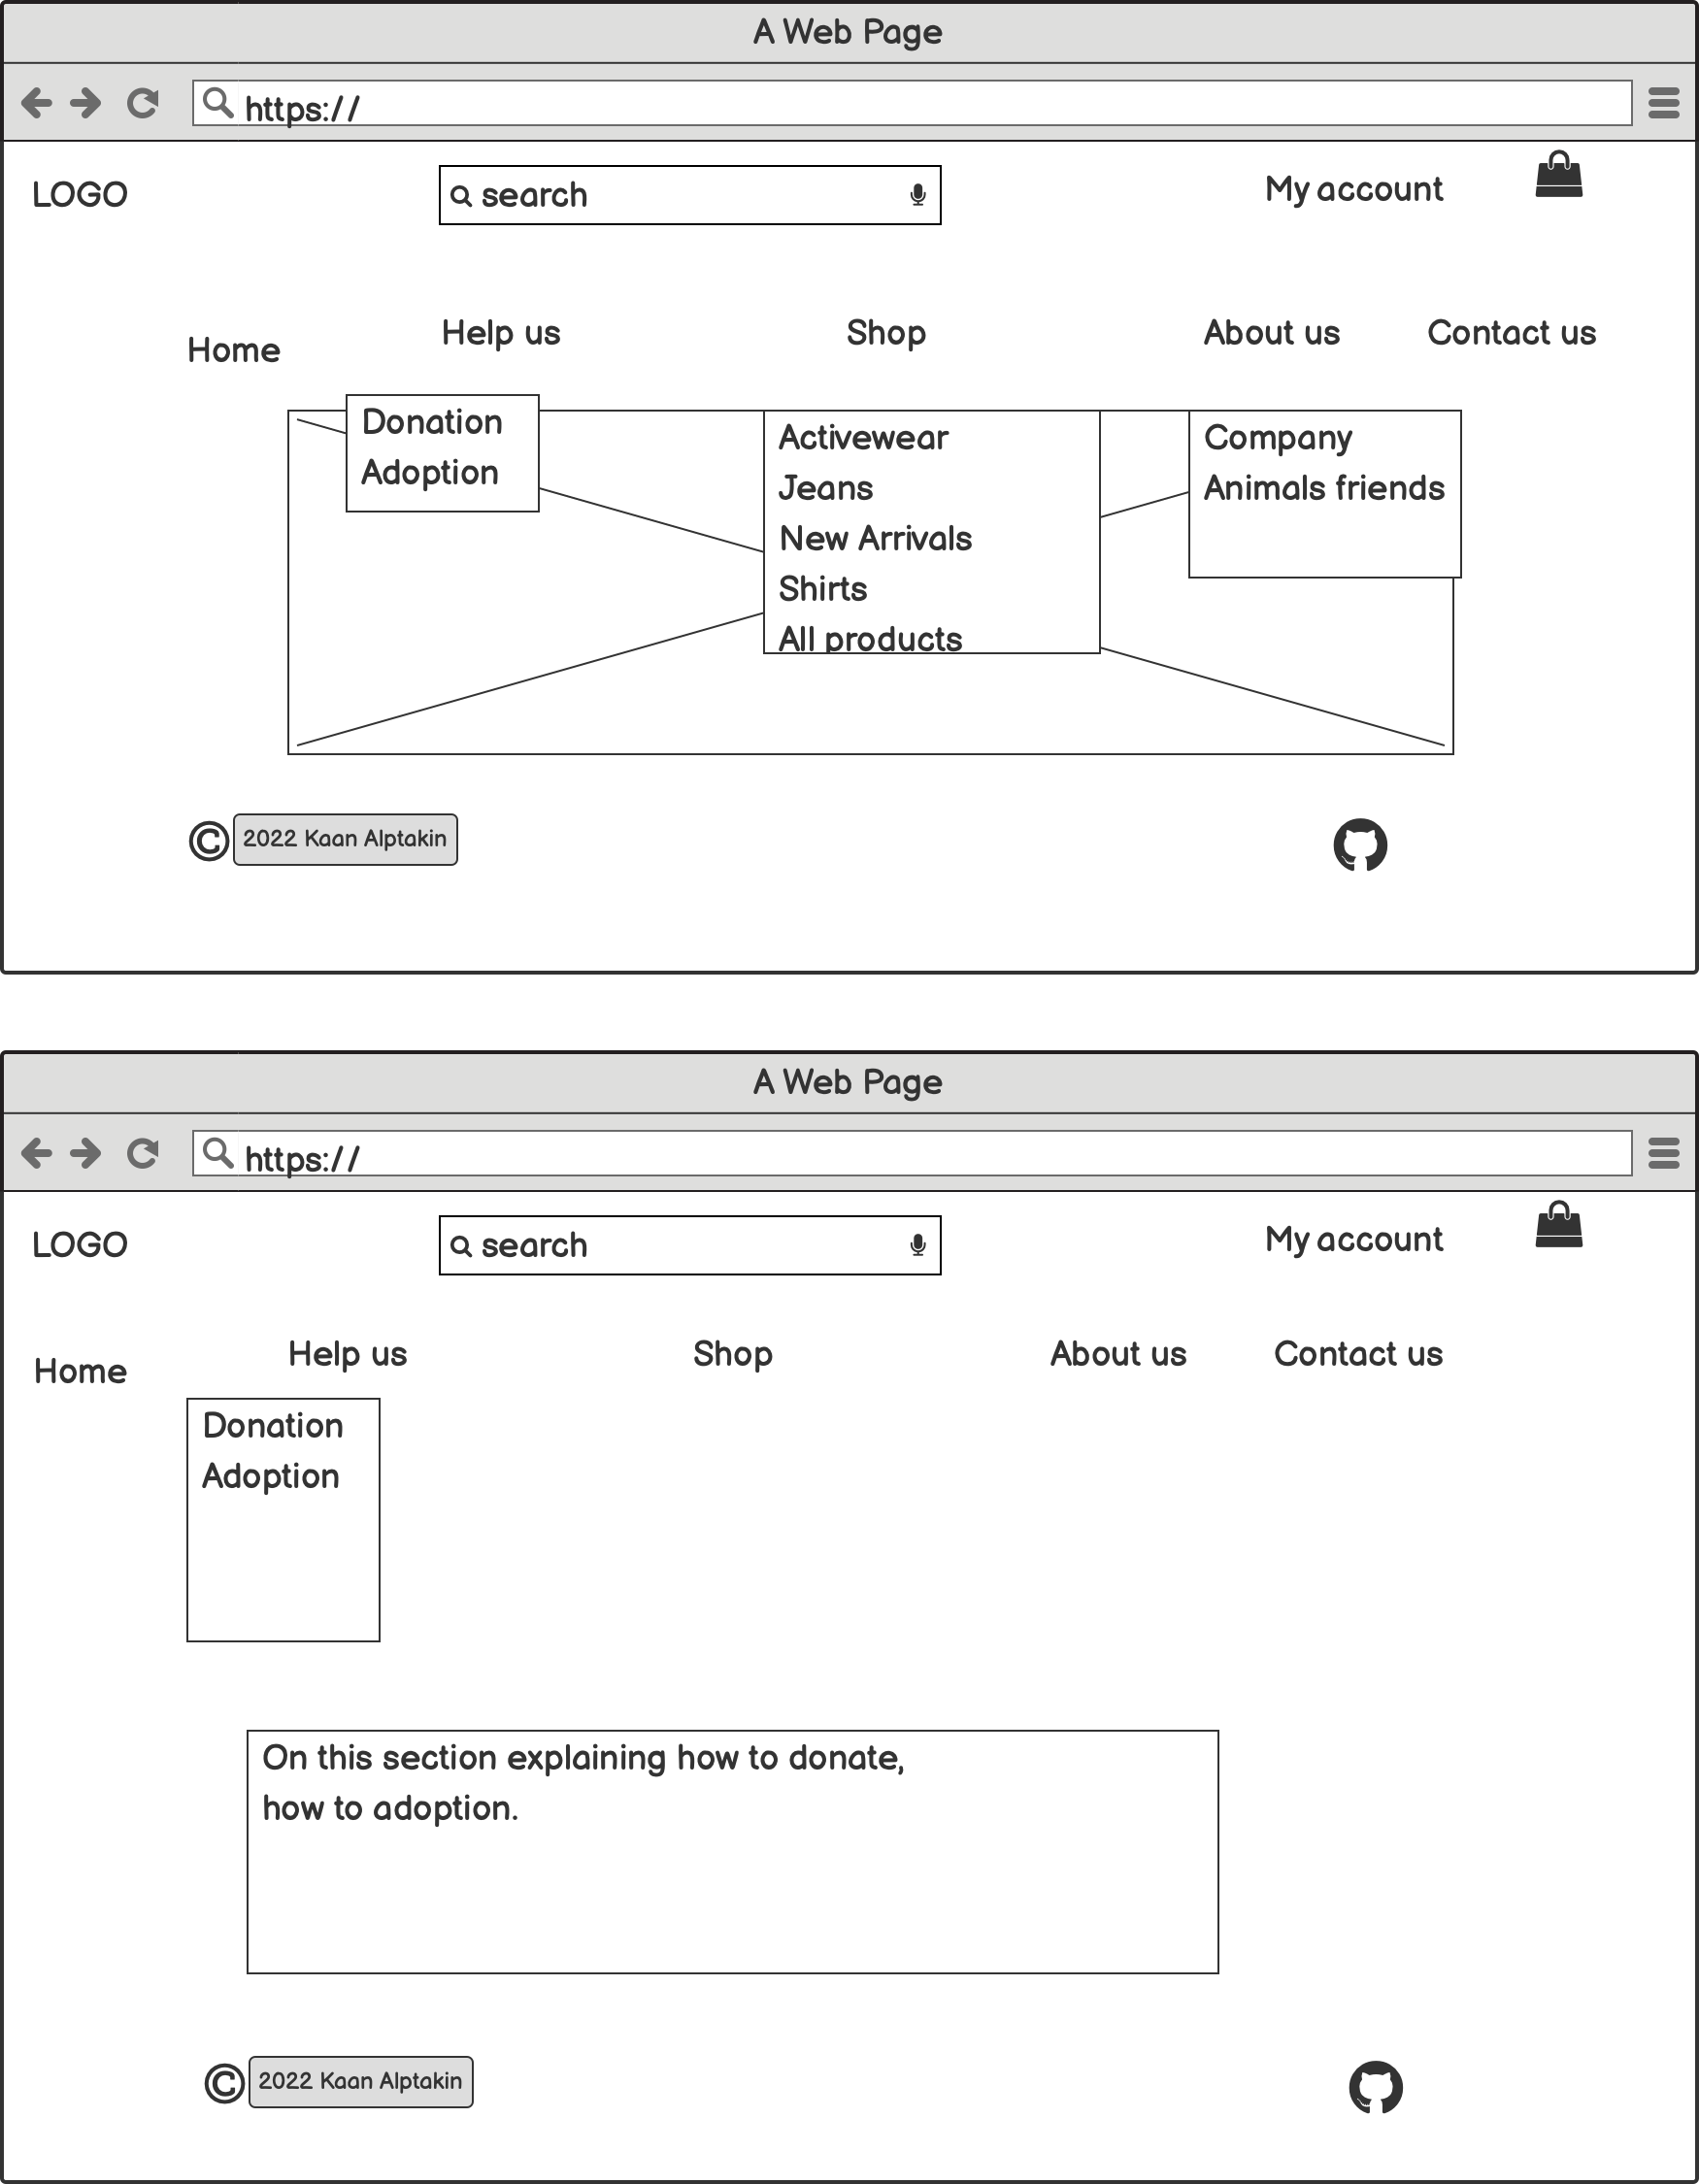 A Web Page
https://
LOGO
search
My account
Home
Help us
Shop
About us
Contact us
Donation
Adoption
Activewear
Jeans
New Arrivals
Shirts
All products
Company
Animals friends
© 2022 Kaan Alptakin
A Web Page
https://
LOGO
search
My account
Home
Help us
Shop
About us
Contact us
Donation
Adoption
On this section explaining how to donate,
how to adoption.
© 2022 Kaan Alptakin